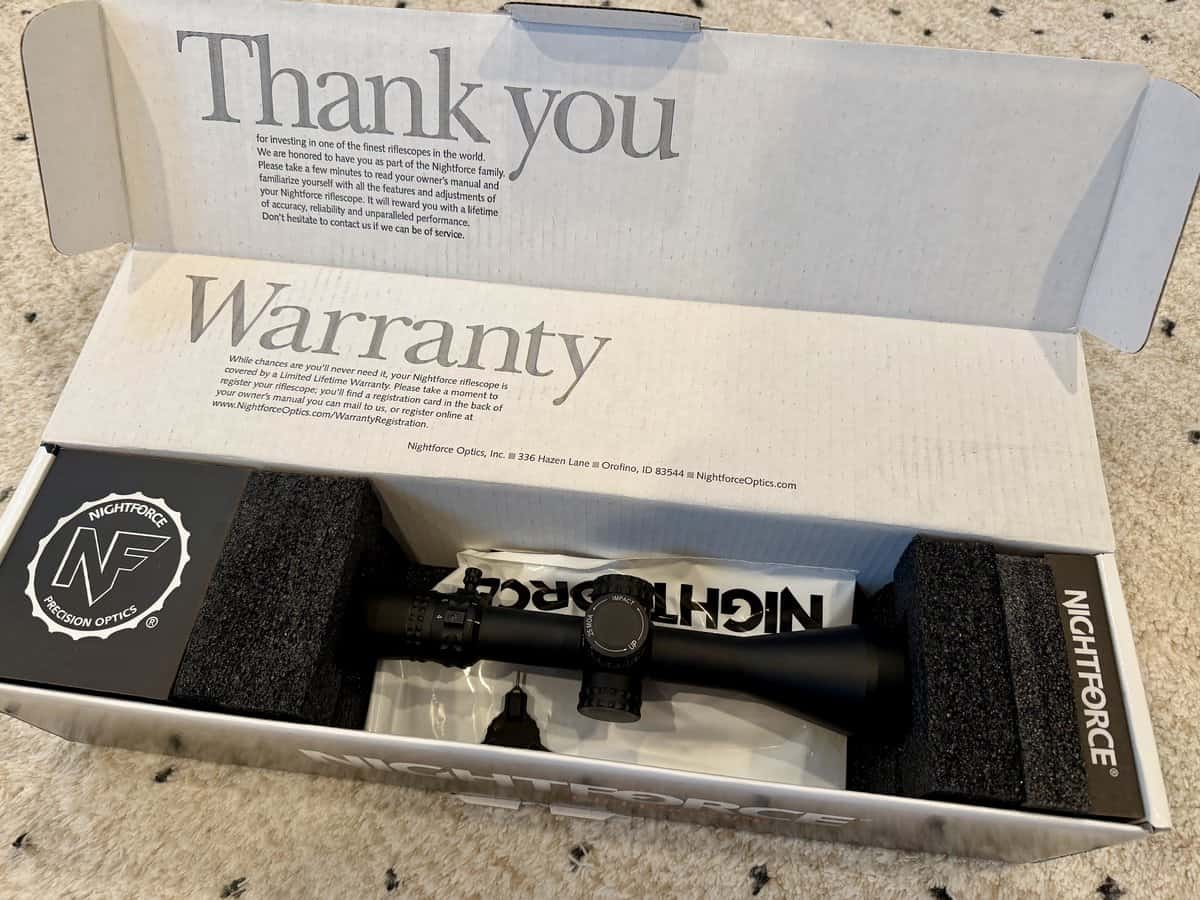 Thank you
for investing in one of the finest riflescopes in the world.
We are honored to have you as part of the Nightforce family.
Please take a few minutes to read your owner's manual and
familiarize yourself with all the features and adjustments of
your Nightforce riflescope. It will reward you with a lifetime
of accuracy, reliability and unparalleled performance.
Don't hesitate to contact us if we can be of service.
Warranty
While chances are you'll never need it, your Nightforce riflescope is
covered by a Limited Lifetime Warranty. Please take a moment to
register your riflescope; you'll find a registration card in the back of
your owner's manual you can mail to us, or register online at
www.NightforceOptics.com/WarrantyRegistration.
Nightforce Optics, Inc. ■ 336 Hazen Lane ■ Orofino, ID 83544 ■ NightforceOptics.com
NIGHTFORCE
NF
PRECISION OPTICS ®
NIGHTFORCE
4
IMPACT
.25 MOA
UP
NIGHTFORCE®
NIGHTFORCE